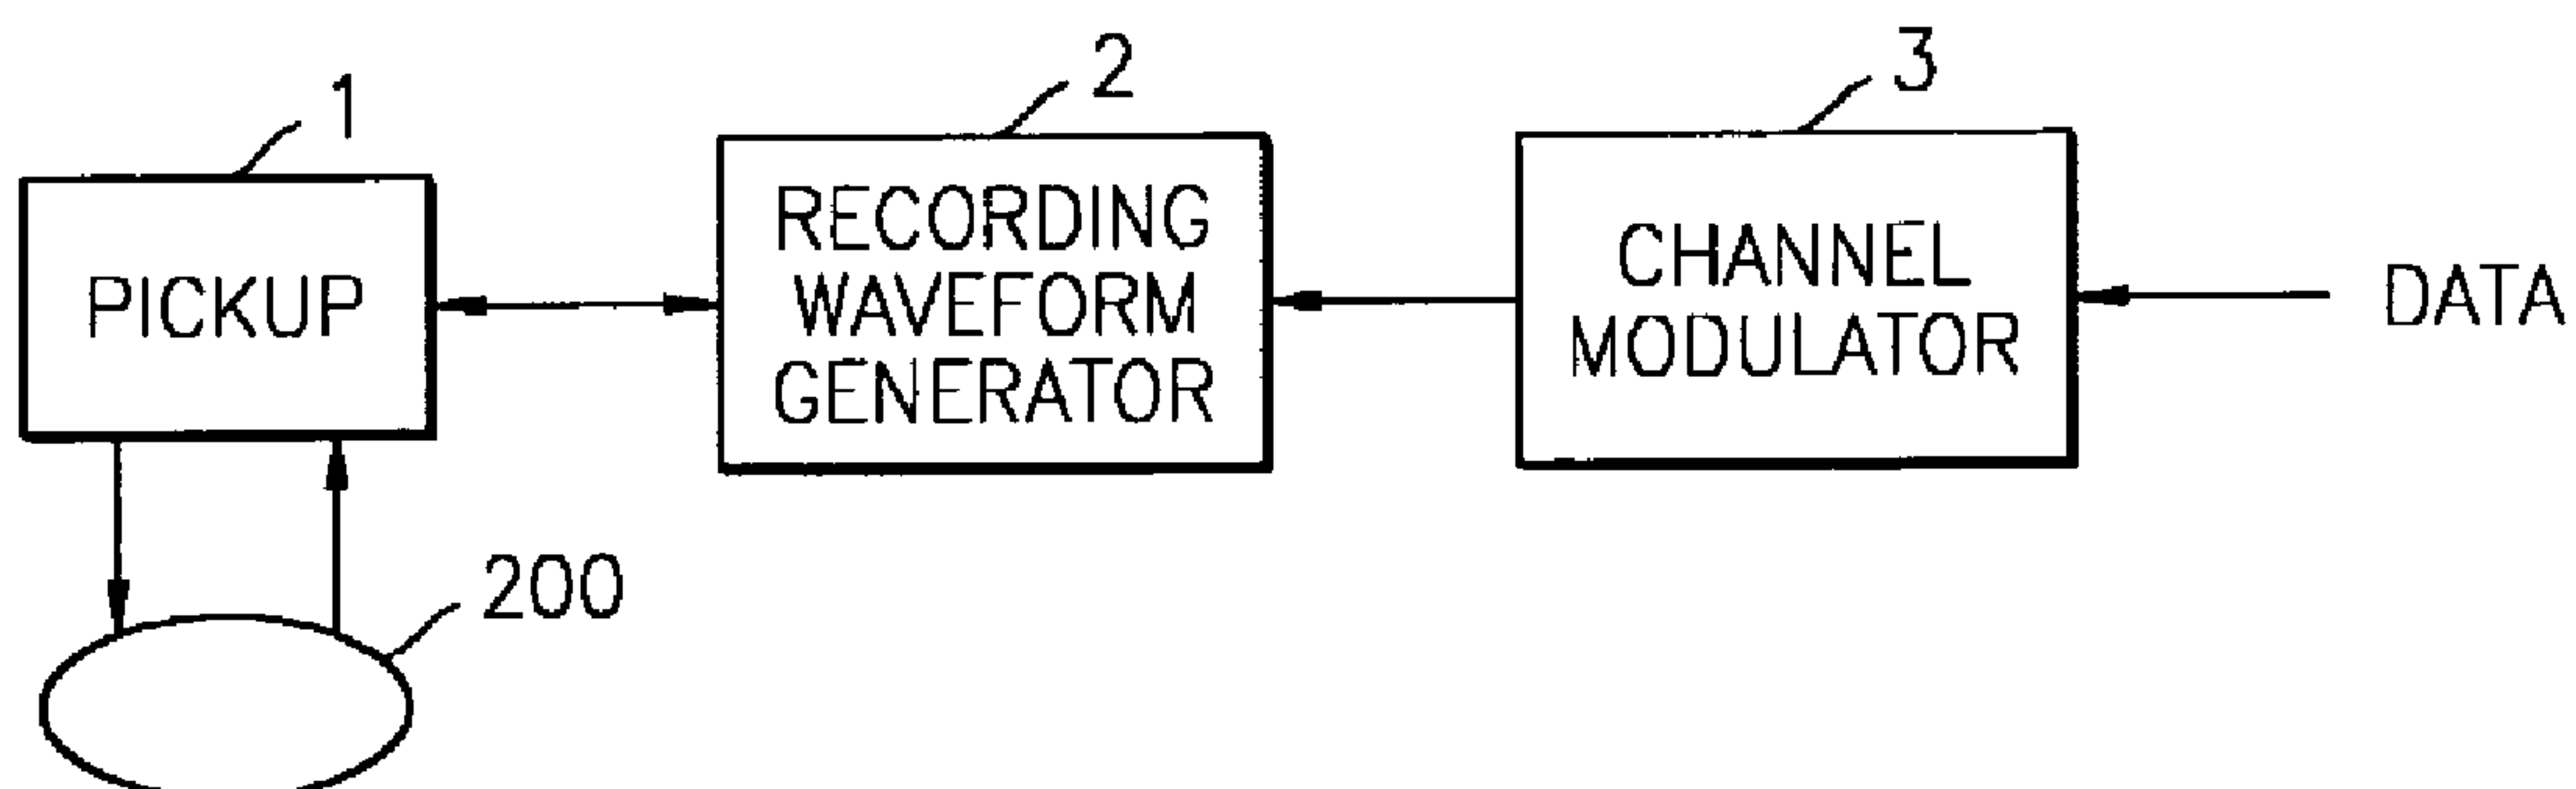 1
2
3
PICKUP
RECORDING
WAVEFORM
GENERATOR
CHANNEL
MODULATOR
DATA
200